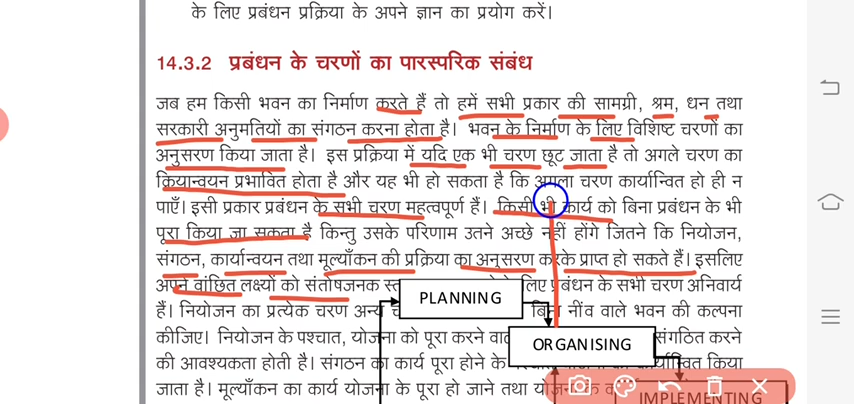 के लिए प्रबंधन प्रक्रिया के अपने ज्ञान का प्रयोग करें।
14.3.2 प्रबंधन के चरणों का पारस्परिक संबंध
जब हम किसी भवन का निर्माण करते हैं तो हमें सभी प्रकार की सामग्री, श्रम, धन तथा
सरकारी अनुमतियों का संगठन करना होता है। भवन के निर्माण के लिए विशिष्ट चरणों का
अनुसरण किया जाता है। इस प्रक्रिया में यदि एक भी चरण छूट जाता है तो अगले चरण का
क्रियान्वयन प्रभावित होता है और यह भी हो सकता है कि अगला चरण कार्यान्वित हो ही न
पाएँ। इसी प्रकार प्रबंधन के सभी चरण महत्वपूर्ण हैं। किसी भी कार्य को बिना प्रबंधन के भी
पूरा किया जा सकता है किन्तु उसके परिणाम उतने अच्छे नहीं होंगे जितने कि नियोजन,
संगठन, कार्यान्वयन तथा मूल्याँकन की प्रक्रिया का अनुसरण करके प्राप्त हो सकते हैं। इसलिए
अपने वांछित लक्ष्यों को संतोषजनक लिए प्रबंधन के सभी चरण अनिवार्य
हैं। नियोजन का प्रत्येक चरण अन्य बिना नींव वाले भवन की कल्पना
PLANNING
कीजिए। नियोजन के पश्चात, योजना को पूरा करने संगठित करने
ORGANISING
की आवश्यकता होती है। संगठन का कार्य पूरा होने के कार्यान्वित किया
जाता है। मूल्याँकन का कार्य योजना के पूरा हो जाने तथा
IMPLEMENTING